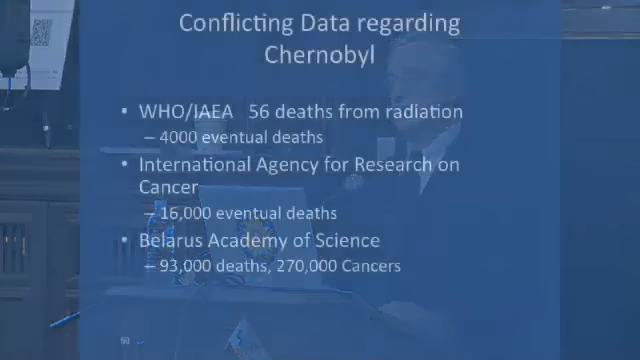 Conflicting Data regarding
Chernobyl
• WHO/IAEA 56 deaths from radiation
– 4000 eventual deaths
• International Agency for Research on
Cancer
– 16,000 eventual deaths
• Belarus Academy of Science
– 93,000 deaths, 270,000 Cancers